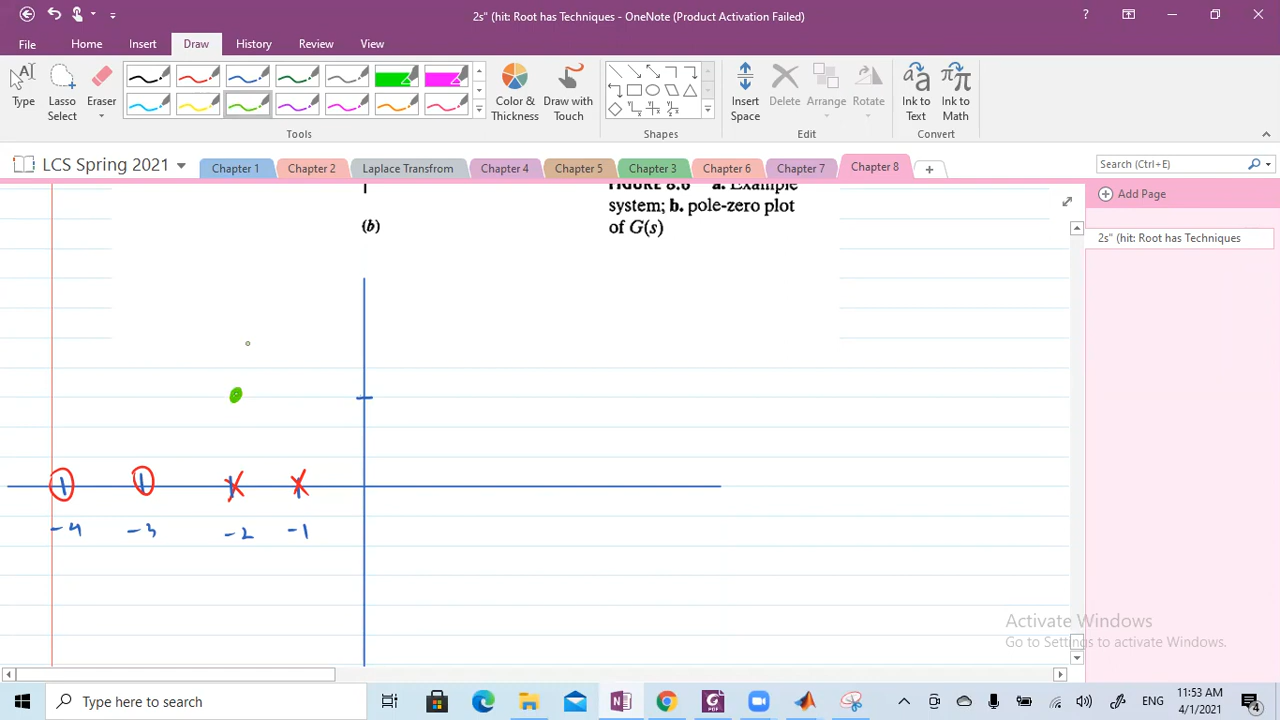 2s" (hit: Root has Techniques - OneNote (Product Activation Failed)
?
File
Home
Insert
Draw
History
Review
View
Type
Lasso Select
Eraser
Color & Thickness
Draw with Touch
Insert Space
Delete
Arrange
Rotate
Ink to Text
Ink to Math
Tools
Shapes
Edit
Convert
LCS Spring 2021
Chapter 1
Chapter 2
Laplace Transfrom
Chapter 4
Chapter 5
Chapter 3
Chapter 6
Chapter 7
Chapter 8
Search (Ctrl+E)
Add Page
2s" (hit: Root has Techniques
FIGURE 8.6 a. Example
system; b. pole-zero plot
of G(s)
(b)
-4 -3 -2 -1
Activate Windows
Go to Settings to activate Windows.
Type here to search
ENG
11:53 AM
4/1/2021
4